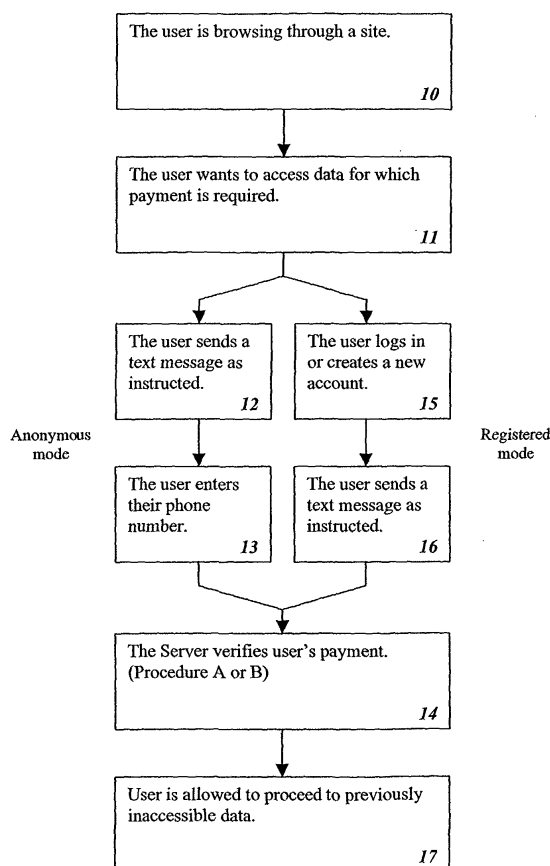 The user is browsing through a site.
10
The user wants to access data for which
payment is required.
11
The user sends a
text message as
instructed.
12
The user logs in
or creates a new
account.
15
Anonymous
mode
Registered
mode
The user enters
their phone
number.
13
The user sends a
text message as
instructed.
16
The Server verifies user's payment.
(Procedure A or B)
14
User is allowed to proceed to previously
inaccessible data.
17